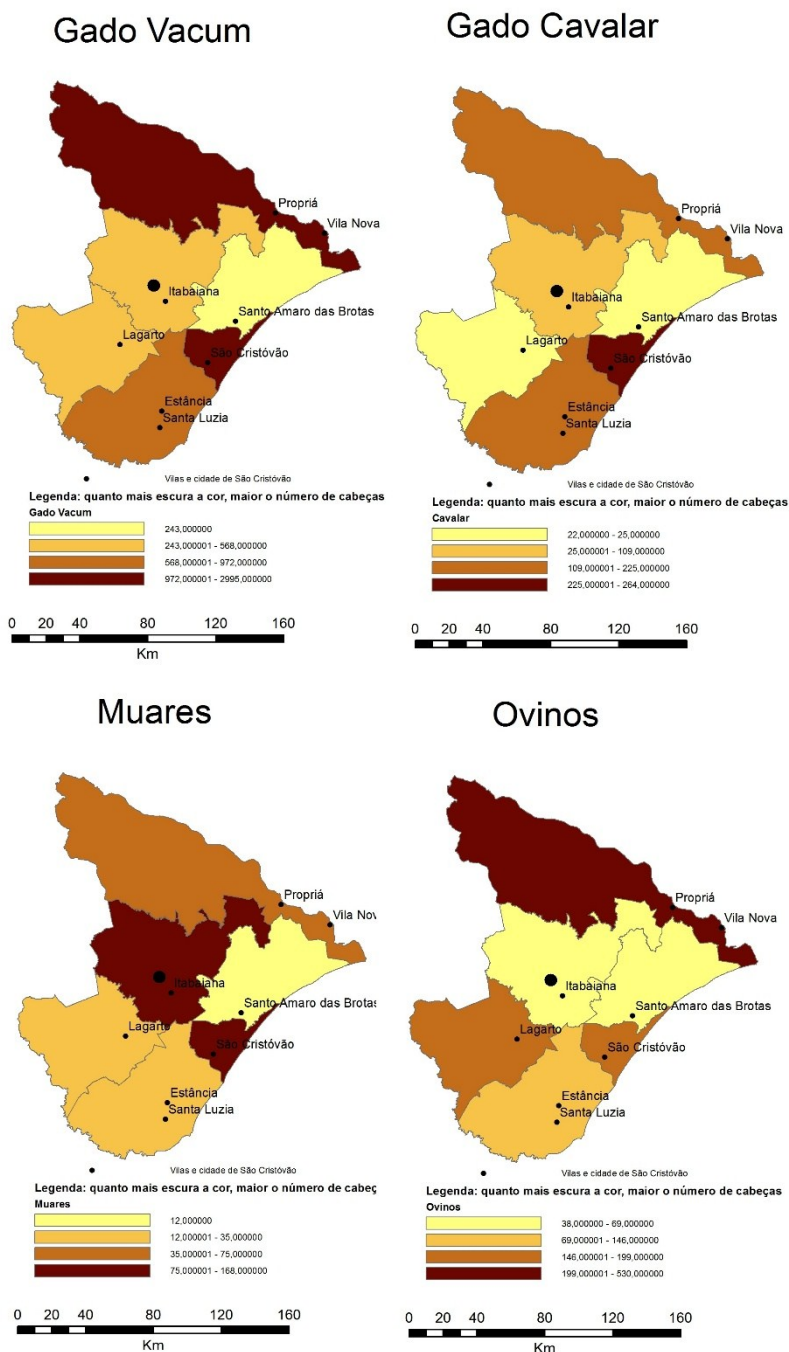 Gado Vacum
Propriá
Vila Nova
Itabaiana
Santo Amaro das Brotas
Lagarto
São Cristóvão
Estância
Santa Luzia
Vilas e cidade de São Cristóvão
Legenda: quanto mais escura a cor, maior o número de cabeças
Gado Vacum
243,000000
243,000001 - 568,000000
568,000001 - 972,000000
972,000001 - 2995,000000
0 20 40 80 120 160
Km
Gado Cavalar
Propriá
Vila Nova
Itabaiana
Santo Amaro das Brotas
Lagarto
São Cristóvão
Estância
Santa Luzia
Vilas e cidade de São Cristóvão
Legenda: quanto mais escura a cor, maior o número de cabeças
Cavalar
22,000000 - 25,000000
25,000001 - 109,000000
109,000001 - 225,000000
225,000001 - 264,000000
0 20 40 80 120 160
Km
Muares
Propriá
Vila Nov
Itabaiana
Santo Amaro das Brotas
Lagarto
São Cristóvão
Estância
Santa Luzia
Vilas e cidade de São Cristóvão
Legenda: quanto mais escura a cor, maior o número de cabeç
Muares
12,000000
12,000001 - 35,000000
35,000001 - 75,000000
75,000001 - 168,000000
0 20 40 80 120 160
Km
Ovinos
Propriá
Vila Nova
Itabaiana
Santo Amaro das Brotas
Lagarto
São Cristóvão
Estância
Santa Luzia
Vilas e cidade de São Cristóvão
Legenda: quanto mais escura a cor, maior o número de cabeças
Ovinos
38,000000 - 69,000000
69,000001 - 146,000000
146,000001 - 199,000000
199,000001 - 530,000000
0 20 40 80 120 160
Km